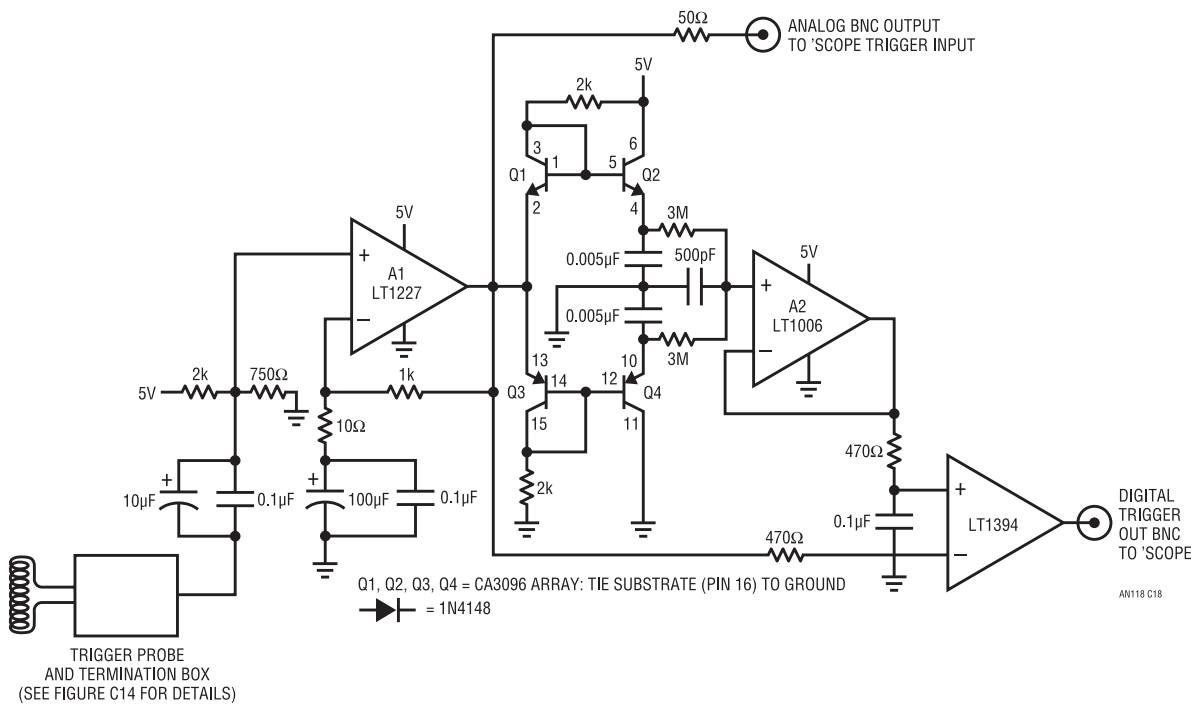 50Ω
ANALOG BNC OUTPUT
TO 'SCOPE TRIGGER INPUT
5V
2k
3
1
Q1
2
6
5
Q2
4
3M
0.005µF
500pF
0.005µF
3M
5V
+
A1
LT1227
–
5V
+
A2
LT1006
–
13
14
Q3
15
10
12
Q4
11
5V
2k
750Ω
1k
10Ω
2k
+
10µF
0.1µF
+
100µF
0.1µF
470Ω
0.1µF
470Ω
+
LT1394
–
DIGITAL
TRIGGER
OUT BNC
TO 'SCOPE
AN118 C18
Q1, Q2, Q3, Q4 = CA3096 ARRAY: TIE SUBSTRATE (PIN 16) TO GROUND
= 1N4148
TRIGGER PROBE
AND TERMINATION BOX
(SEE FIGURE C14 FOR DETAILS)